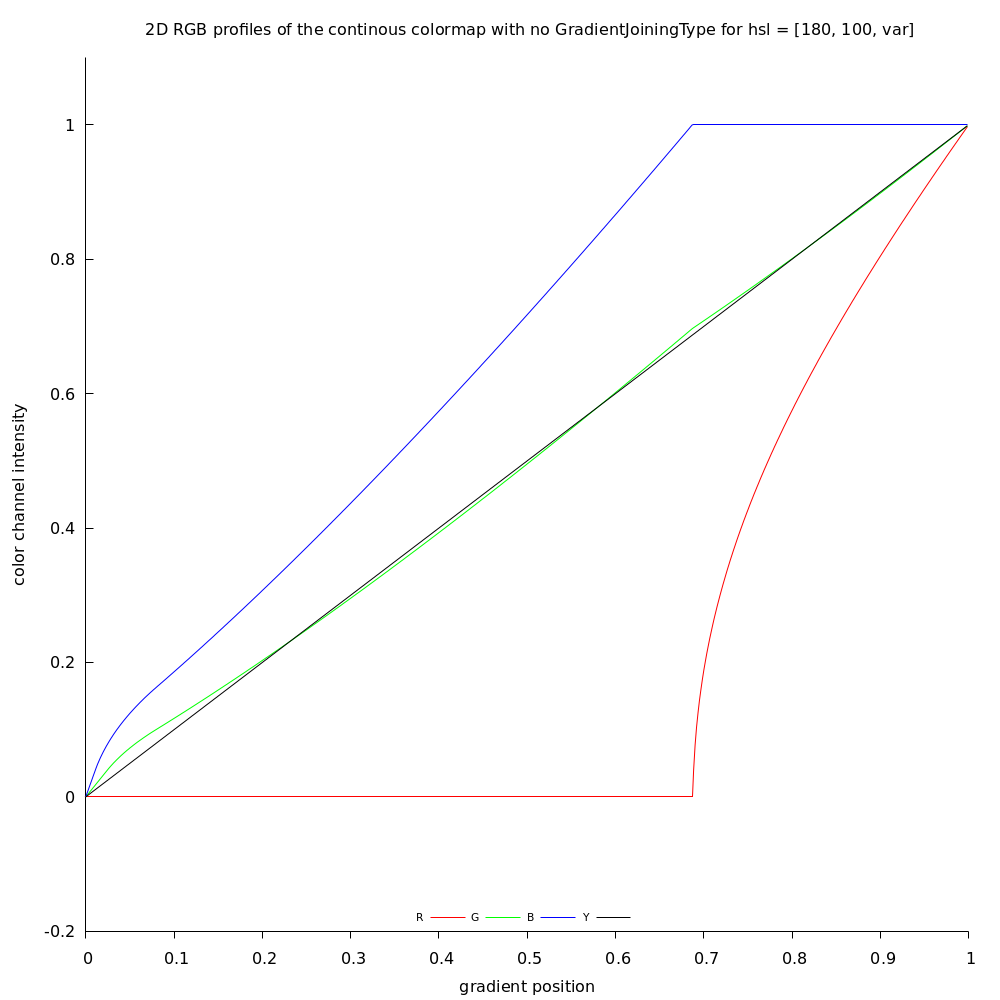 2D RGB profiles of the continous colormap with no GradientJoiningType for hsl = [180, 100, var]
1
0.8
0.6
0.4
0.2
0
-0.2
color channel intensity
R G B Y
0 0.1 0.2 0.3 0.4 0.5 0.6 0.7 0.8 0.9 1
gradient position